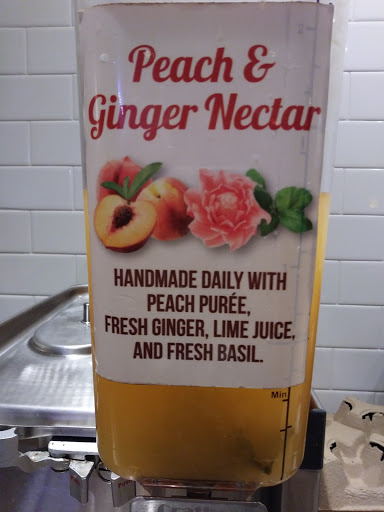 Peach &
Ginger Nectar
HANDMADE DAILY WITH
PEACH PURÉE,
FRESH GINGER, LIME JUICE,
AND FRESH BASIL.
Min